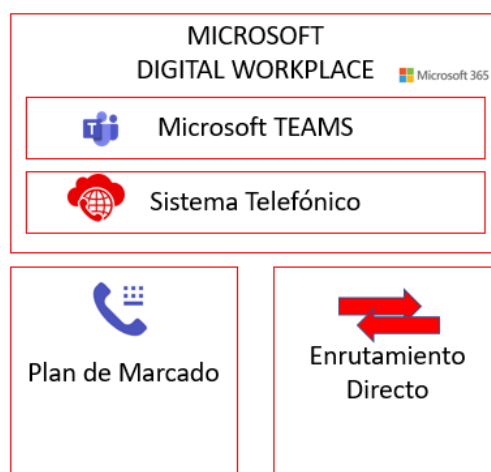 MICROSOFT
DIGITAL WORKPLACE
Microsoft 365
Microsoft TEAMS
Sistema Telefónico
Plan de Marcado
Enrutamiento
Directo